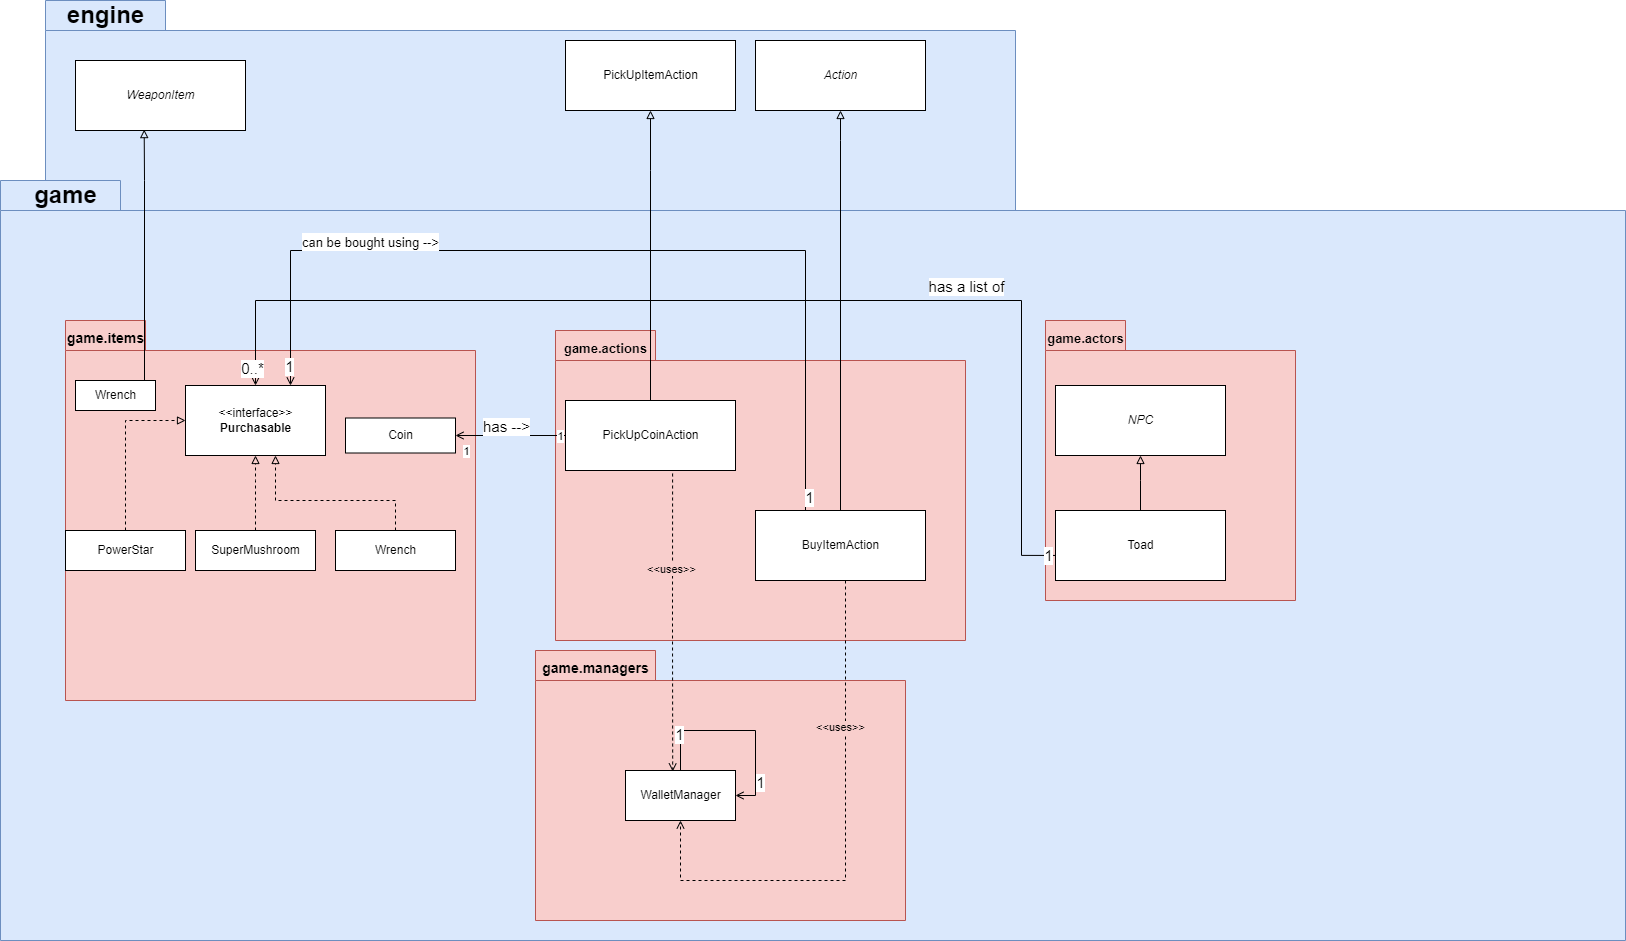 engine
WeaponItem
PickUpItemAction
Action
game
can be bought using -->
has a list of
game.items
game.actions
game.actors
0..*
1
Wrench
<<interface>>
Purchasable
Coin
has -->
1
1
PickUpCoinAction
NPC
1
PowerStar
SuperMushroom
Wrench
BuyItemAction
1
Toad
<<uses>>
game.managers
<<uses>>
1
1
WalletManager